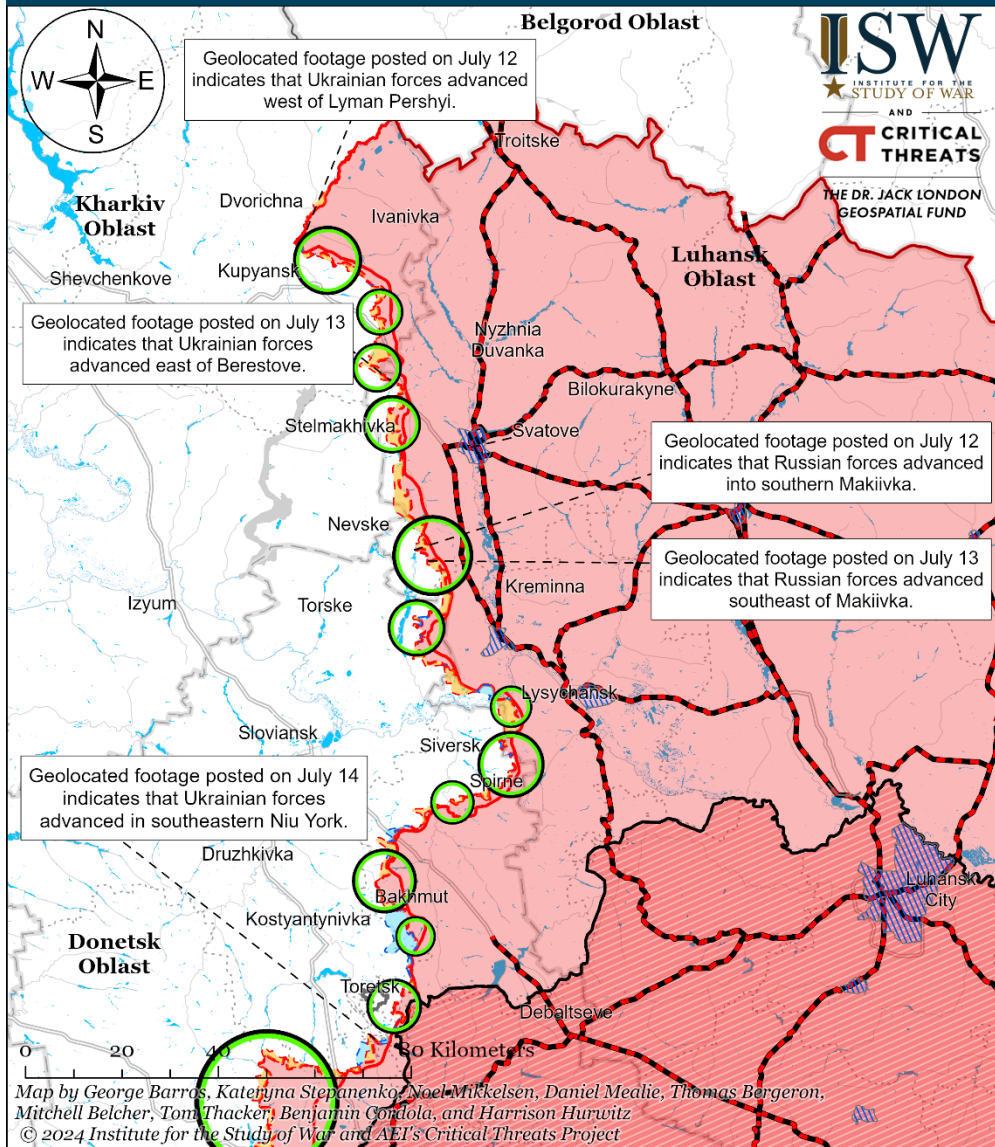 Belgorod Oblast
N
W E
S
Geolocated footage posted on July 12
indicates that Ukrainian forces advanced
west of Lyman Pershyi.
ISW
INSTITUTE FOR THE
STUDY OF WAR
AND
CT CRITICAL
THREATS
THE DR. JACK LONDON
GEOSPATIAL FUND
Troitske
Dvorichna
Kharkiv
Oblast
Ivanivka
Luhansk
Oblast
Shevchenkove
Kupyansk
Geolocated footage posted on July 13
indicates that Ukrainian forces
advanced east of Berestove.
Nyzhnia
Duvanka
Bilokurakyne
Stelmakhivka
Svatove
Geolocated footage posted on July 12
indicates that Russian forces advanced
into southern Makiivka.
Nevske
Geolocated footage posted on July 13
indicates that Russian forces advanced
southeast of Makiivka.
Kreminna
Izyum
Torske
Lysychansk
Sloviansk
Siversk
Spirne
Geolocated footage posted on July 14
indicates that Ukrainian forces
advanced in southeastern Niu York.
Druzhkivka
Bakhmut
Luhansk
City
Kostyantynivka
Donetsk
Oblast
Toretsk
Debaltseve
0 20 40 80 Kilometers
Map by George Barros, Kateryna Stepanenko, Noel Mikkelsen, Daniel Mealie, Thomas Bergeron,
Mitchell Belcher, Tom Thacker, Benjamin Cordola, and Harrison Hurwitz
© 2024 Institute for the Study of War and AEI's Critical Threats Project